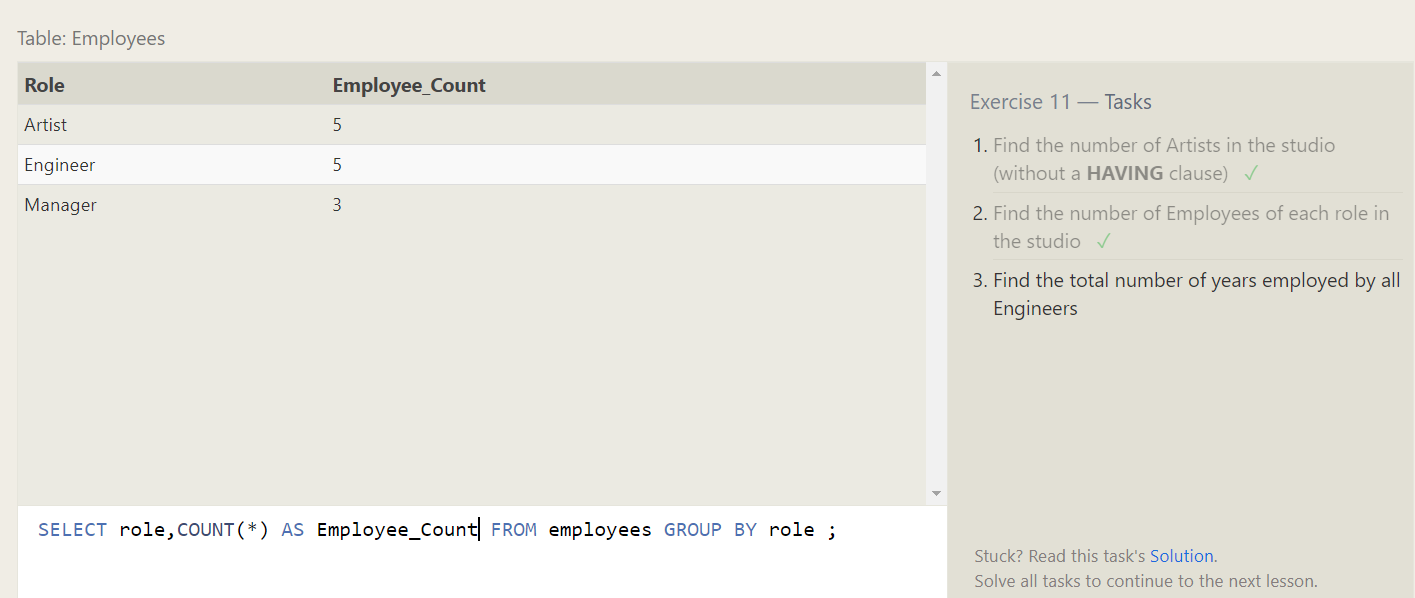 Table: Employees
Role Employee_Count
Artist 5
Engineer 5
Manager 3
SELECT role,COUNT(*) AS Employee_Count FROM employees GROUP BY role ;
Exercise 11 — Tasks
1. Find the number of Artists in the studio
(without a HAVING clause) ✓
2. Find the number of Employees of each role in
the studio ✓
3. Find the total number of years employed by all
Engineers
Stuck? Read this task's Solution.
Solve all tasks to continue to the next lesson.